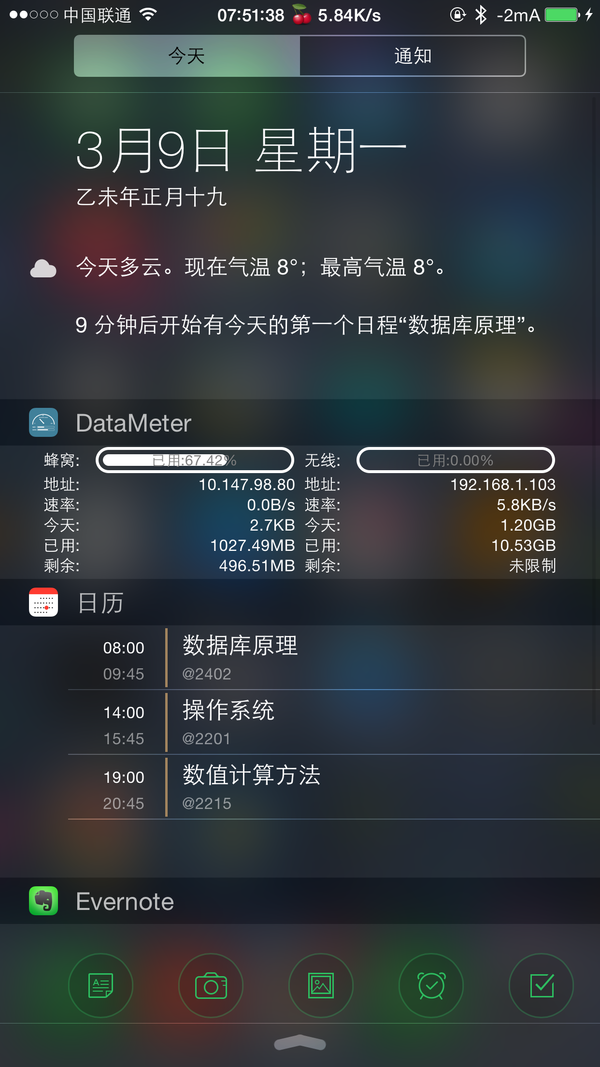 中国联通 07:51:38 5.84K/s -2mA
今天 通知
3月9日 星期一
乙未年正月十九
今天多云。现在气温 8°；最高气温 8°。
9 分钟后开始有今天的第一个日程“数据库原理”。
DataMeter
蜂窝: 已用:67.42% 无线: 已用:0.00%
地址: 10.147.98.80 地址: 192.168.1.103
速率: 0.0B/s 速率: 5.8KB/s
今天: 2.7KB 今天: 1.20GB
已用: 1027.49MB 已用: 10.53GB
剩余: 496.51MB 剩余: 未限制
日历
08:00 数据库原理
09:45 @2402
14:00 操作系统
15:45 @2201
19:00 数值计算方法
20:45 @2215
Evernote